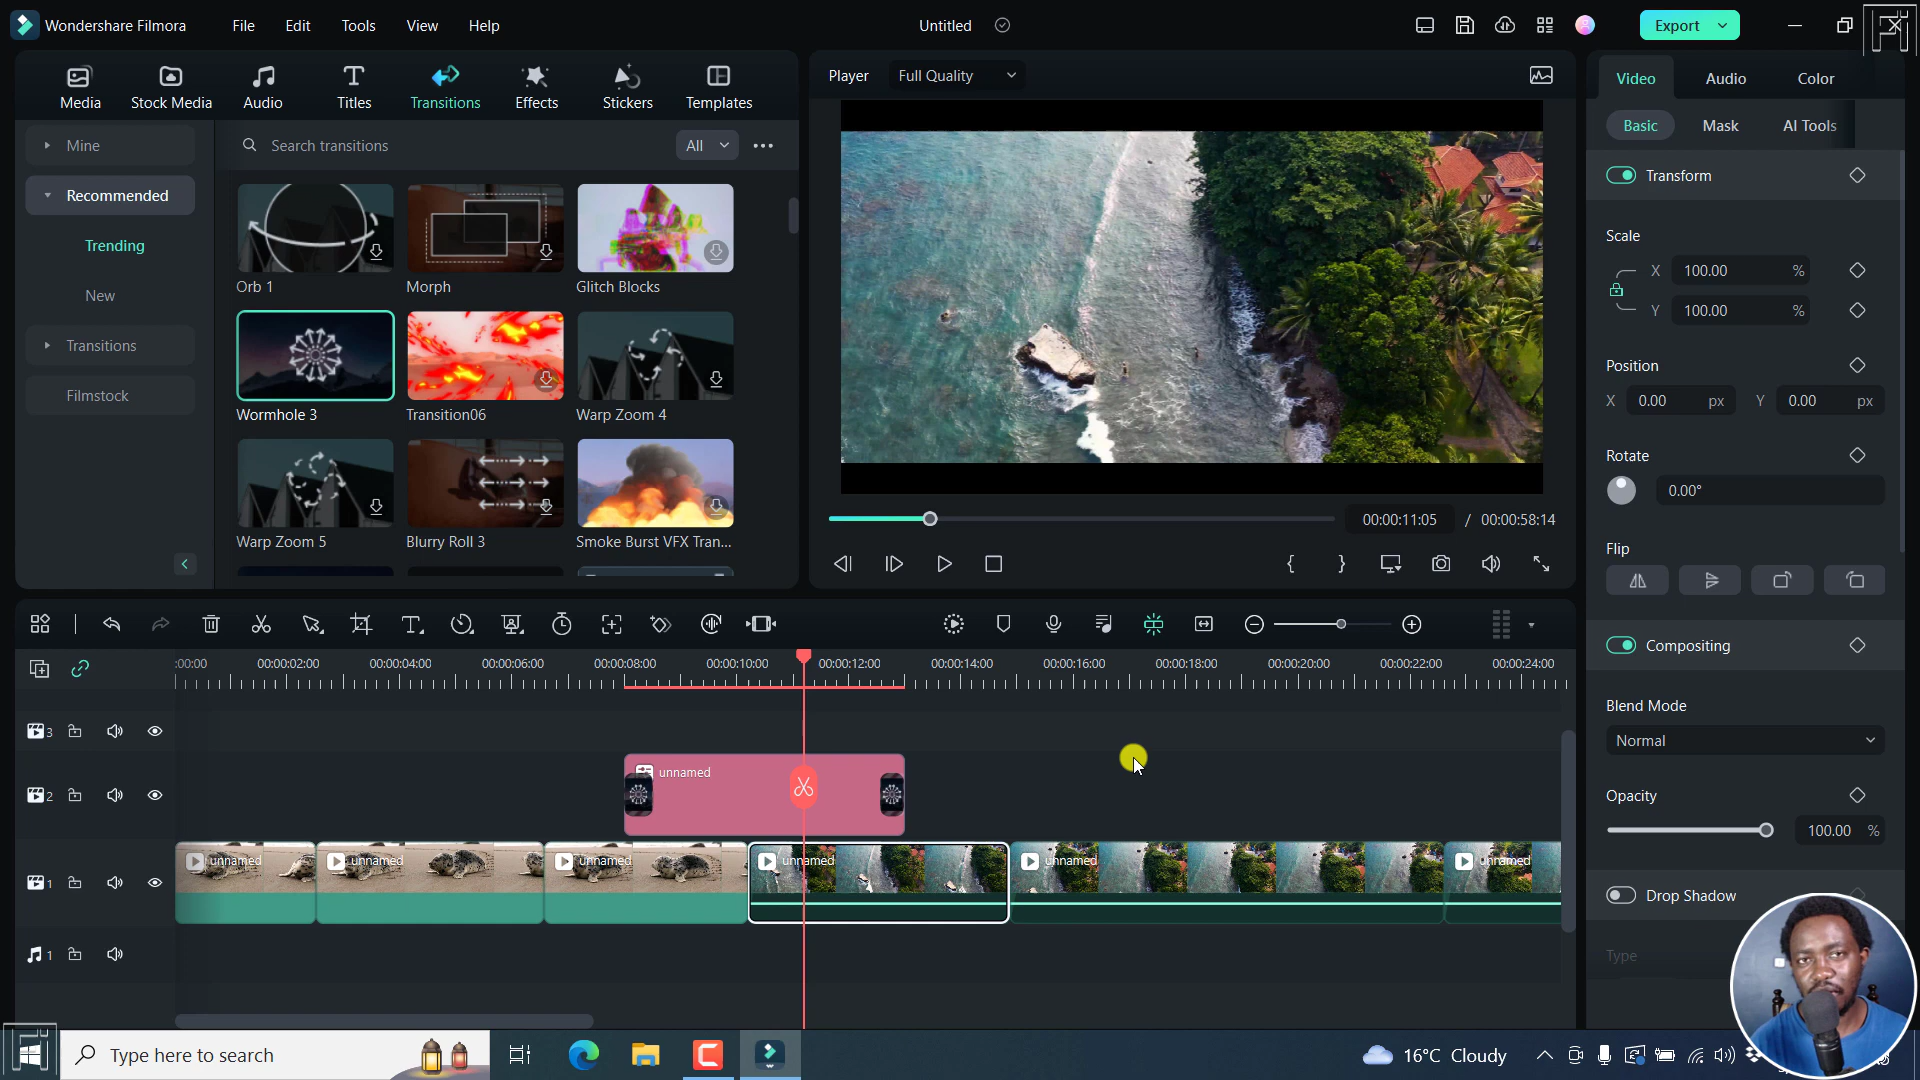 Wondershare Filmora
File
Edit
Tools
View
Help
Untitled
Export
Media
Stock Media
Audio
Titles
Transitions
Effects
Stickers
Templates
Player
Full Quality
Video
Audio
Color
Basic
Mask
AI Tools
Mine
Recommended
Trending
New
Transitions
Filmstock
Search transitions
All
Orb 1
Morph
Glitch Blocks
Wormhole 3
Transition06
Warp Zoom 4
Warp Zoom 5
Blurry Roll 3
Smoke Burst VFX Tran...
00:00:11:05 / 00:00:58:14
Transform
Scale
X 100.00 %
Y 100.00 %
Position
X 0.00 px Y 0.00 px
Rotate
0.00°
Flip
Compositing
Blend Mode
Normal
Opacity
100.00 %
Drop Shadow
Type
:00:00 00:00:02:00 00:00:04:00 00:00:06:00 00:00:08:00 00:00:10:00 00:00:12:00 00:00:14:00 00:00:16:00 00:00:18:00 00:00:20:00 00:00:22:00 00:00:24:00
3
2
unnamed
1
unnamed unnamed unnamed unnamed unnamed unnamed
1
Type here to search
16°C Cloudy